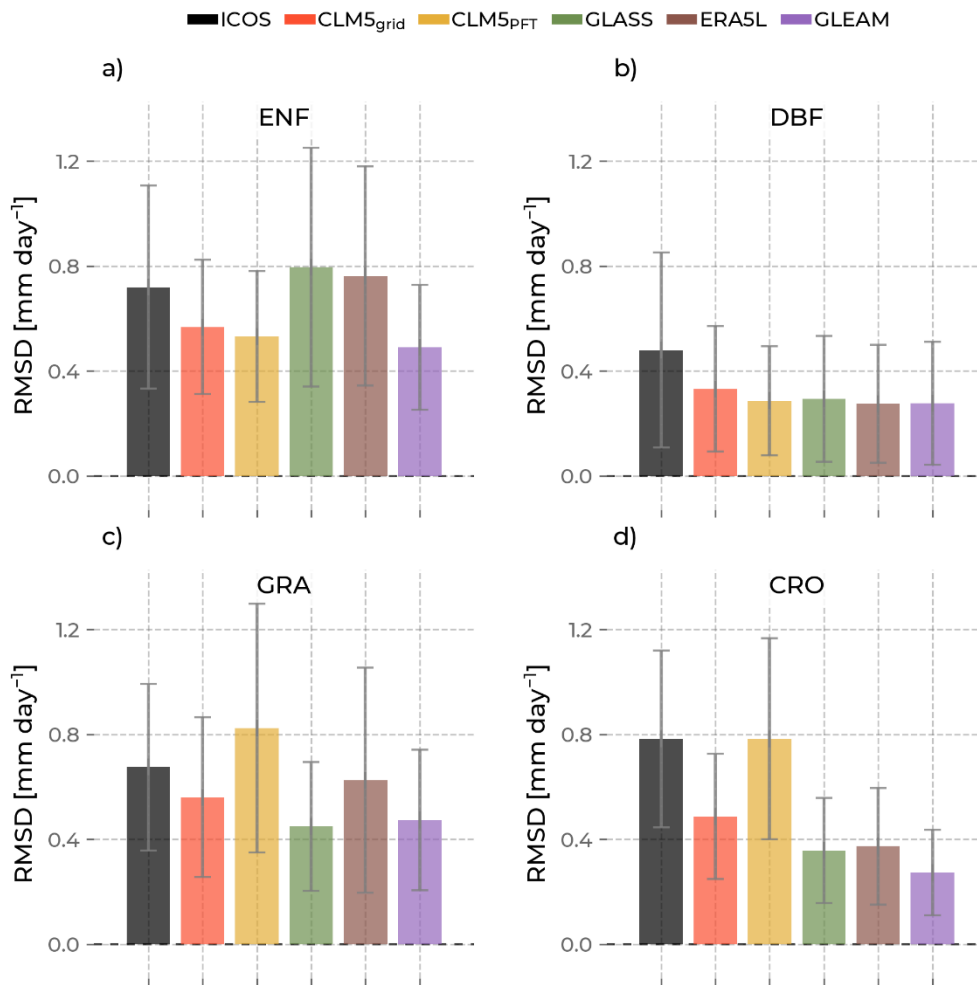 ICOS CLM5grid CLM5PFT GLASS ERA5L GLEAM
a)
ENF
RMSD [mm day⁻¹]
1.2
0.8
0.4
0.0
b)
DBF
RMSD [mm day⁻¹]
1.2
0.8
0.4
0.0
c)
GRA
RMSD [mm day⁻¹]
1.2
0.8
0.4
0.0
d)
CRO
RMSD [mm day⁻¹]
1.2
0.8
0.4
0.0